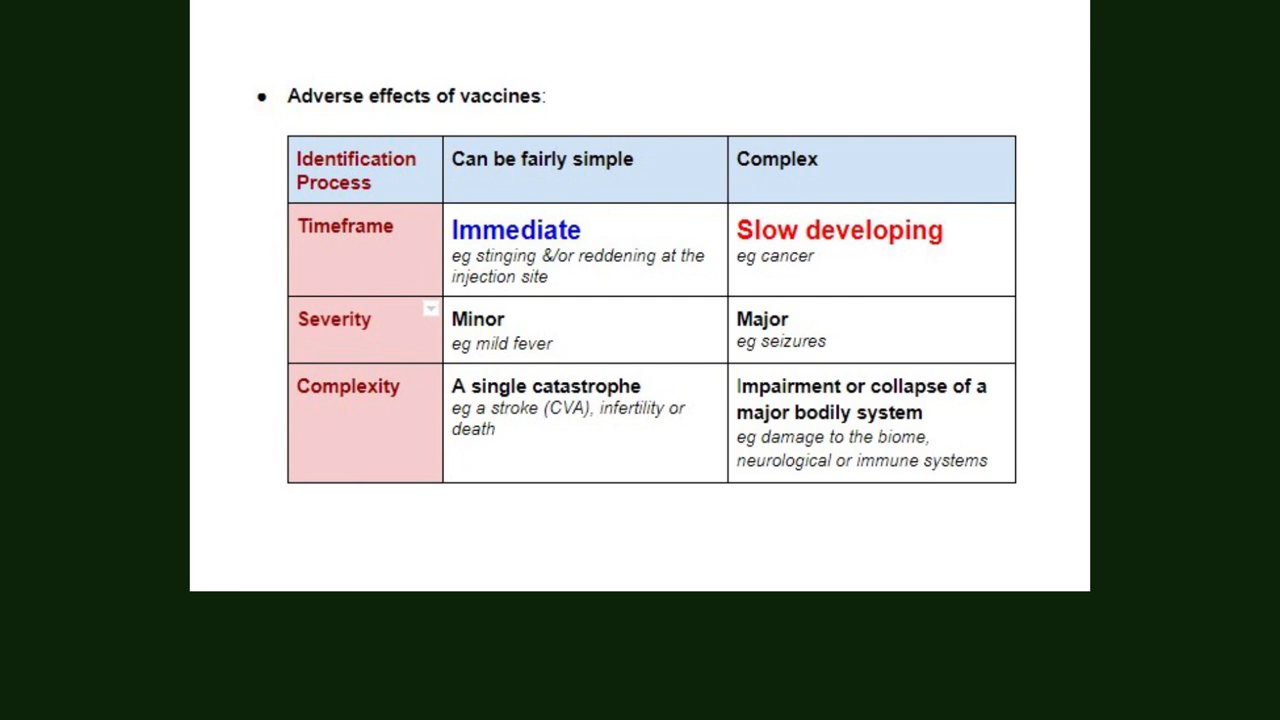 ● Adverse effects of vaccines:
Identification Process Can be fairly simple Complex
Timeframe Immediate Slow developing
eg stinging &/or reddening at the eg cancer
injection site
Severity Minor Major
eg mild fever eg seizures
Complexity A single catastrophe Impairment or collapse of a
eg a stroke (CVA), infertility or major bodily system
death eg damage to the biome,
neurological or immune systems